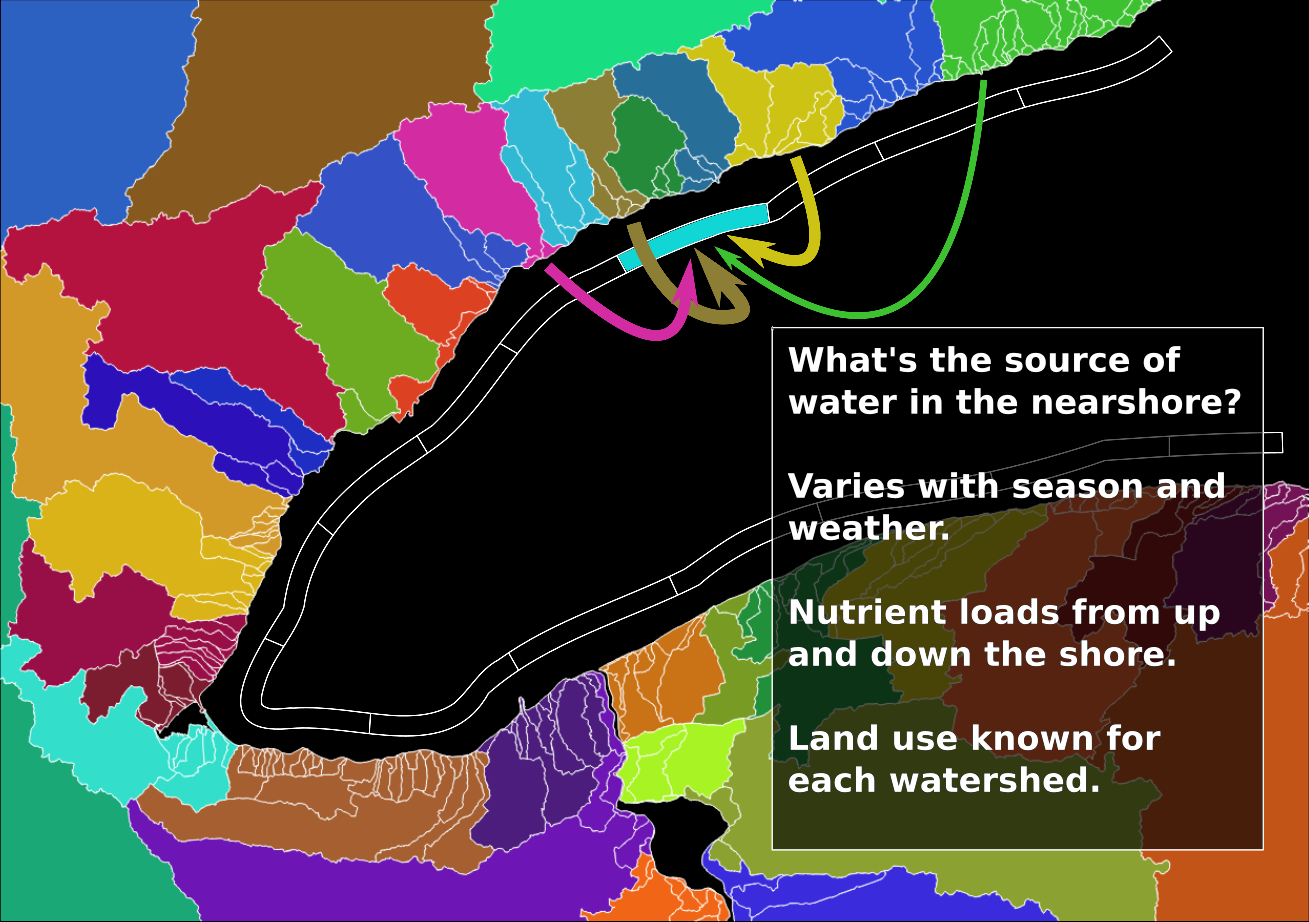 What's the source of
water in the nearshore?
Varies with season and
weather.
Nutrient loads from up
and down the shore.
Land use known for
each watershed.